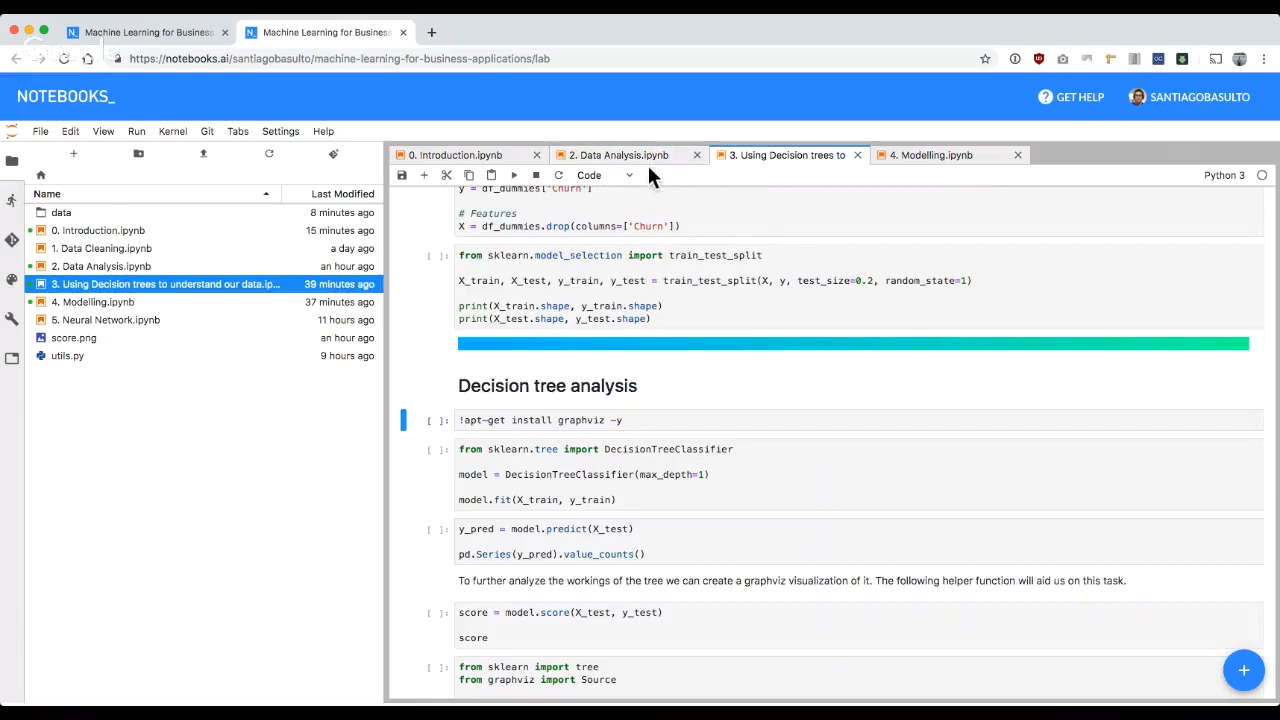 Machine Learning for Business
Machine Learning for Business
https://notebooks.ai/santiagobasulto/machine-learning-for-business-applications/lab
NOTEBOOKS_
GET HELP
SANTIAGOBASULTO
File Edit View Run Kernel Git Tabs Settings Help
0. Introduction.ipynb
2. Data Analysis.ipynb
3. Using Decision trees to
4. Modelling.ipynb
Code
Python 3
Name Last Modified
data 8 minutes ago
0. Introduction.ipynb 15 minutes ago
1. Data Cleaning.ipynb a day ago
2. Data Analysis.ipynb an hour ago
3. Using Decision trees to understand our data.ip... 39 minutes ago
4. Modelling.ipynb 37 minutes ago
5. Neural Network.ipynb 11 hours ago
score.png an hour ago
utils.py 9 hours ago
y = df_dummies['Churn']
# Features
X = df_dummies.drop(columns=['Churn'])
[ ]: from sklearn.model_selection import train_test_split
X_train, X_test, y_train, y_test = train_test_split(X, y, test_size=0.2, random_state=1)
print(X_train.shape, y_train.shape)
print(X_test.shape, y_test.shape)
Decision tree analysis
[ ]: !apt-get install graphviz -y
[ ]: from sklearn.tree import DecisionTreeClassifier
model = DecisionTreeClassifier(max_depth=1)
model.fit(X_train, y_train)
[ ]: y_pred = model.predict(X_test)
pd.Series(y_pred).value_counts()
To further analyze the workings of the tree we can create a graphviz visualization of it. The following helper function will aid us on this task.
[ ]: score = model.score(X_test, y_test)
score
[ ]: from sklearn import tree
from graphviz import Source